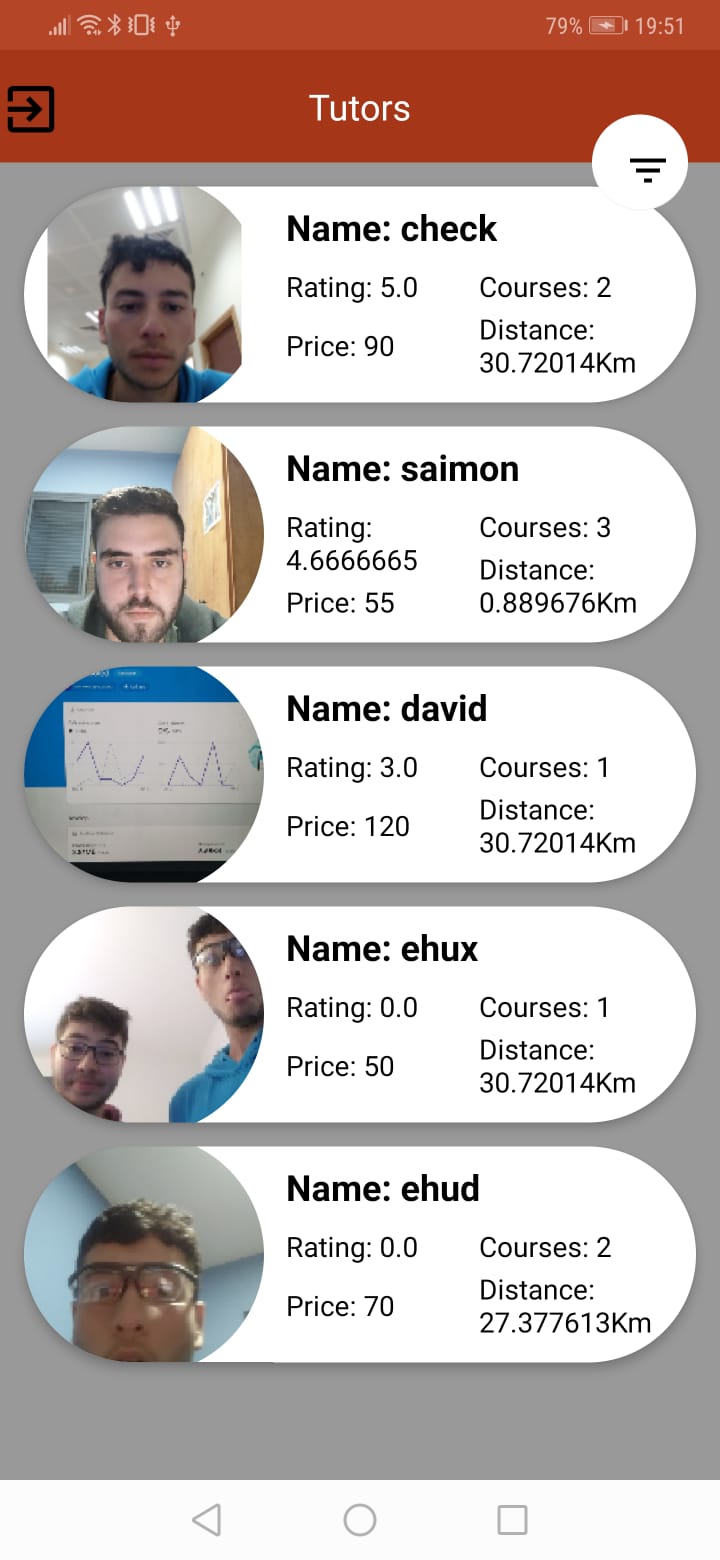 79% 19:51
Tutors
Name: check
Rating: 5.0
Courses: 2
Price: 90
Distance:
30.72014Km
Name: saimon
Rating:
4.6666665
Courses: 3
Price: 55
Distance:
0.889676Km
Name: david
Rating: 3.0
Courses: 1
Price: 120
Distance:
30.72014Km
Name: ehux
Rating: 0.0
Courses: 1
Price: 50
Distance:
30.72014Km
Name: ehud
Rating: 0.0
Courses: 2
Price: 70
Distance:
27.377613Km